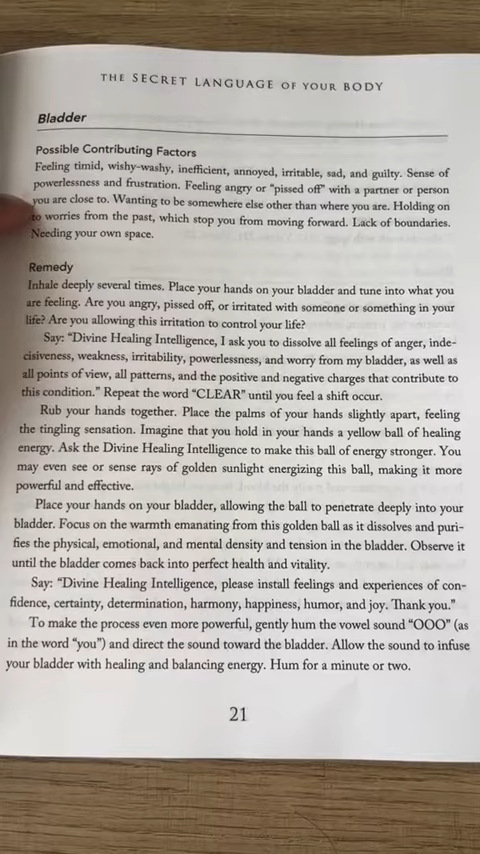 THE SECRET LANGUAGE OF YOUR BODY
Bladder
Possible Contributing Factors
Feeling timid, wishy-washy, inefficient, annoyed, irritable, sad, and guilty. Sense of
powerlessness and frustration. Feeling angry or “pissed off” with a partner or person
you are close to. Wanting to be somewhere else other than where you are. Holding on
to worries from the past, which stop you from moving forward. Lack of boundaries.
Needing your own space.
Remedy
Inhale deeply several times. Place your hands on your bladder and tune into what you
are feeling. Are you angry, pissed off, or irritated with someone or something in your
life? Are you allowing this irritation to control your life?
Say: “Divine Healing Intelligence, I ask you to dissolve all feelings of anger, inde-
cisiveness, weakness, irritability, powerlessness, and worry from my bladder, as well as
all points of view, all patterns, and the positive and negative charges that contribute to
this condition.” Repeat the word “CLEAR” until you feel a shift occur.
Rub your hands together. Place the palms of your hands slightly apart, feeling
the tingling sensation. Imagine that you hold in your hands a yellow ball of healing
energy. Ask the Divine Healing Intelligence to make this ball of energy stronger. You
may even see or sense rays of golden sunlight energizing this ball, making it more
powerful and effective.
Place your hands on your bladder, allowing the ball to penetrate deeply into your
bladder. Focus on the warmth emanating from this golden ball as it dissolves and puri-
fies the physical, emotional, and mental density and tension in the bladder. Observe it
until the bladder comes back into perfect health and vitality.
Say: “Divine Healing Intelligence, please install feelings and experiences of con-
fidence, certainty, determination, harmony, happiness, humor, and joy. Thank you.”
To make the process even more powerful, gently hum the vowel sound “OOO” (as
in the word “you”) and direct the sound toward the bladder. Allow the sound to infuse
your bladder with healing and balancing energy. Hum for a minute or two.
21